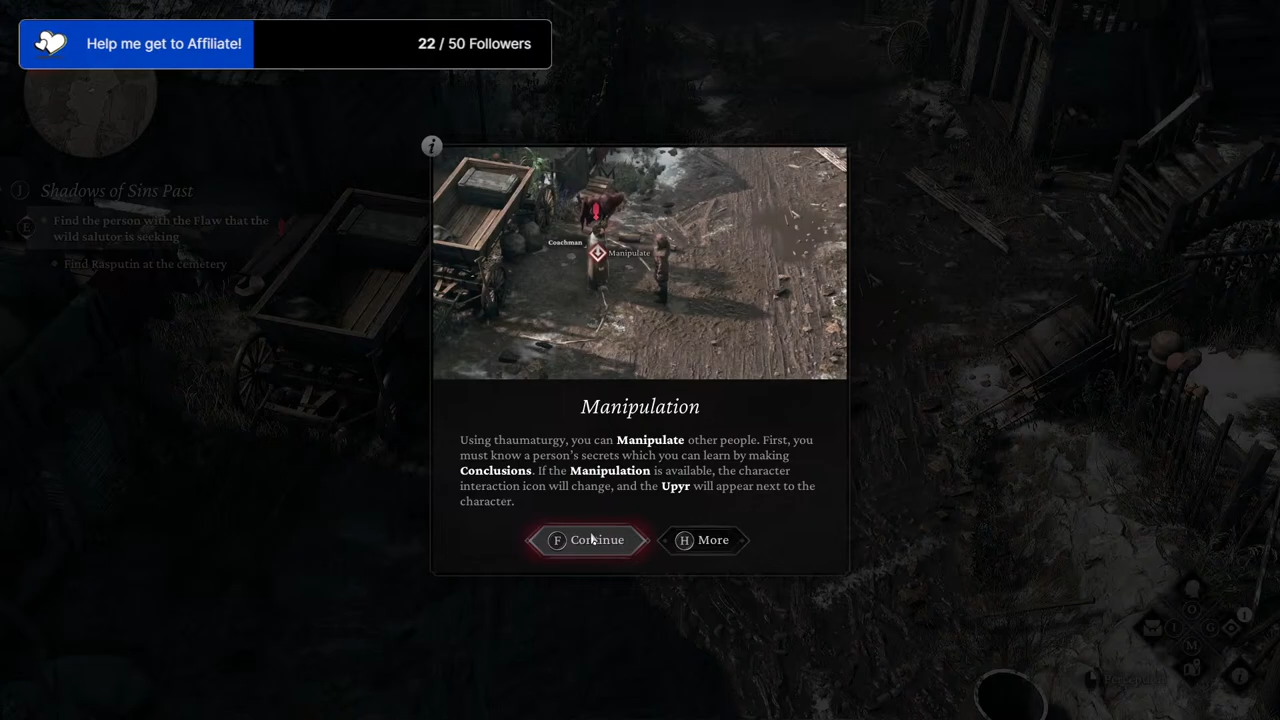 Help me get to Affiliate!
22 / 50 Followers
i
J Shadows of Sins Past
E
Find the person with the Flaw that the
wild salutor is seeking
Find Rasputin at the cemetery
Coachman
Manipulate
Manipulation
Using thaumaturgy, you can Manipulate other people. First, you
must know a person's secrets which you can learn by making
Conclusions. If the Manipulation is available, the character
interaction icon will change, and the Upyr will appear next to the
character.
F Continue
H More
O
I
G
M